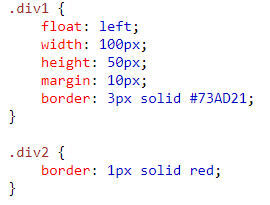 .div1 {
    float: left;
    width: 100px;
    height: 50px;
    margin: 10px;
    border: 3px solid #73AD21;
}

.div2 {
    border: 1px solid red;
}